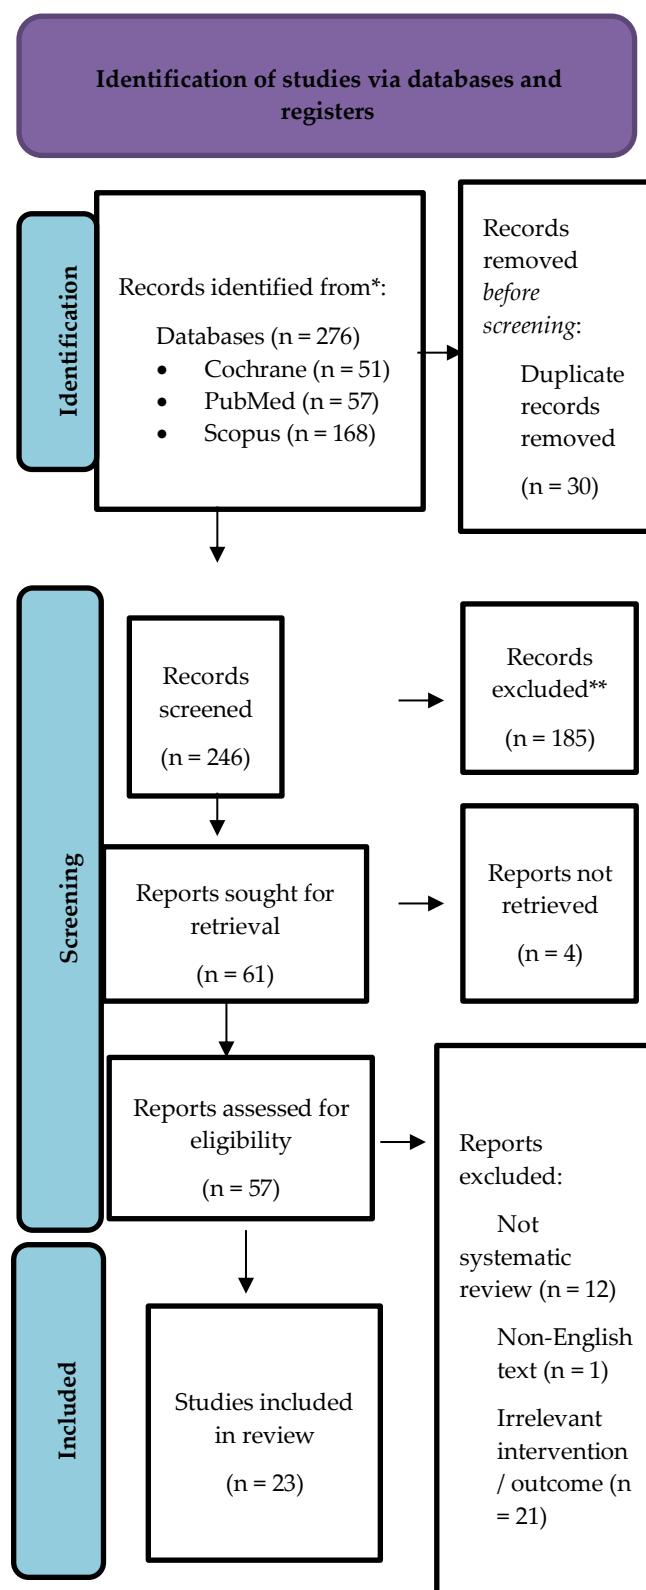 Identification of studies via databases and
registers
Identification
Records identified from*:
Databases (n = 276)
• Cochrane (n = 51)
• PubMed (n = 57)
• Scopus (n = 168)
Records
removed
before
screening:
Duplicate
records
removed
(n = 30)
Screening
Records
screened
(n = 246)
Records
excluded**
(n = 185)
Reports sought for
retrieval
(n = 61)
Reports not
retrieved
(n = 4)
Reports assessed for
eligibility
(n = 57)
Reports
excluded:
Not
systematic
review (n = 12)
Non-English
text (n = 1)
Irrelevant
intervention
/ outcome (n
= 21)
Included
Studies included
in review
(n = 23)